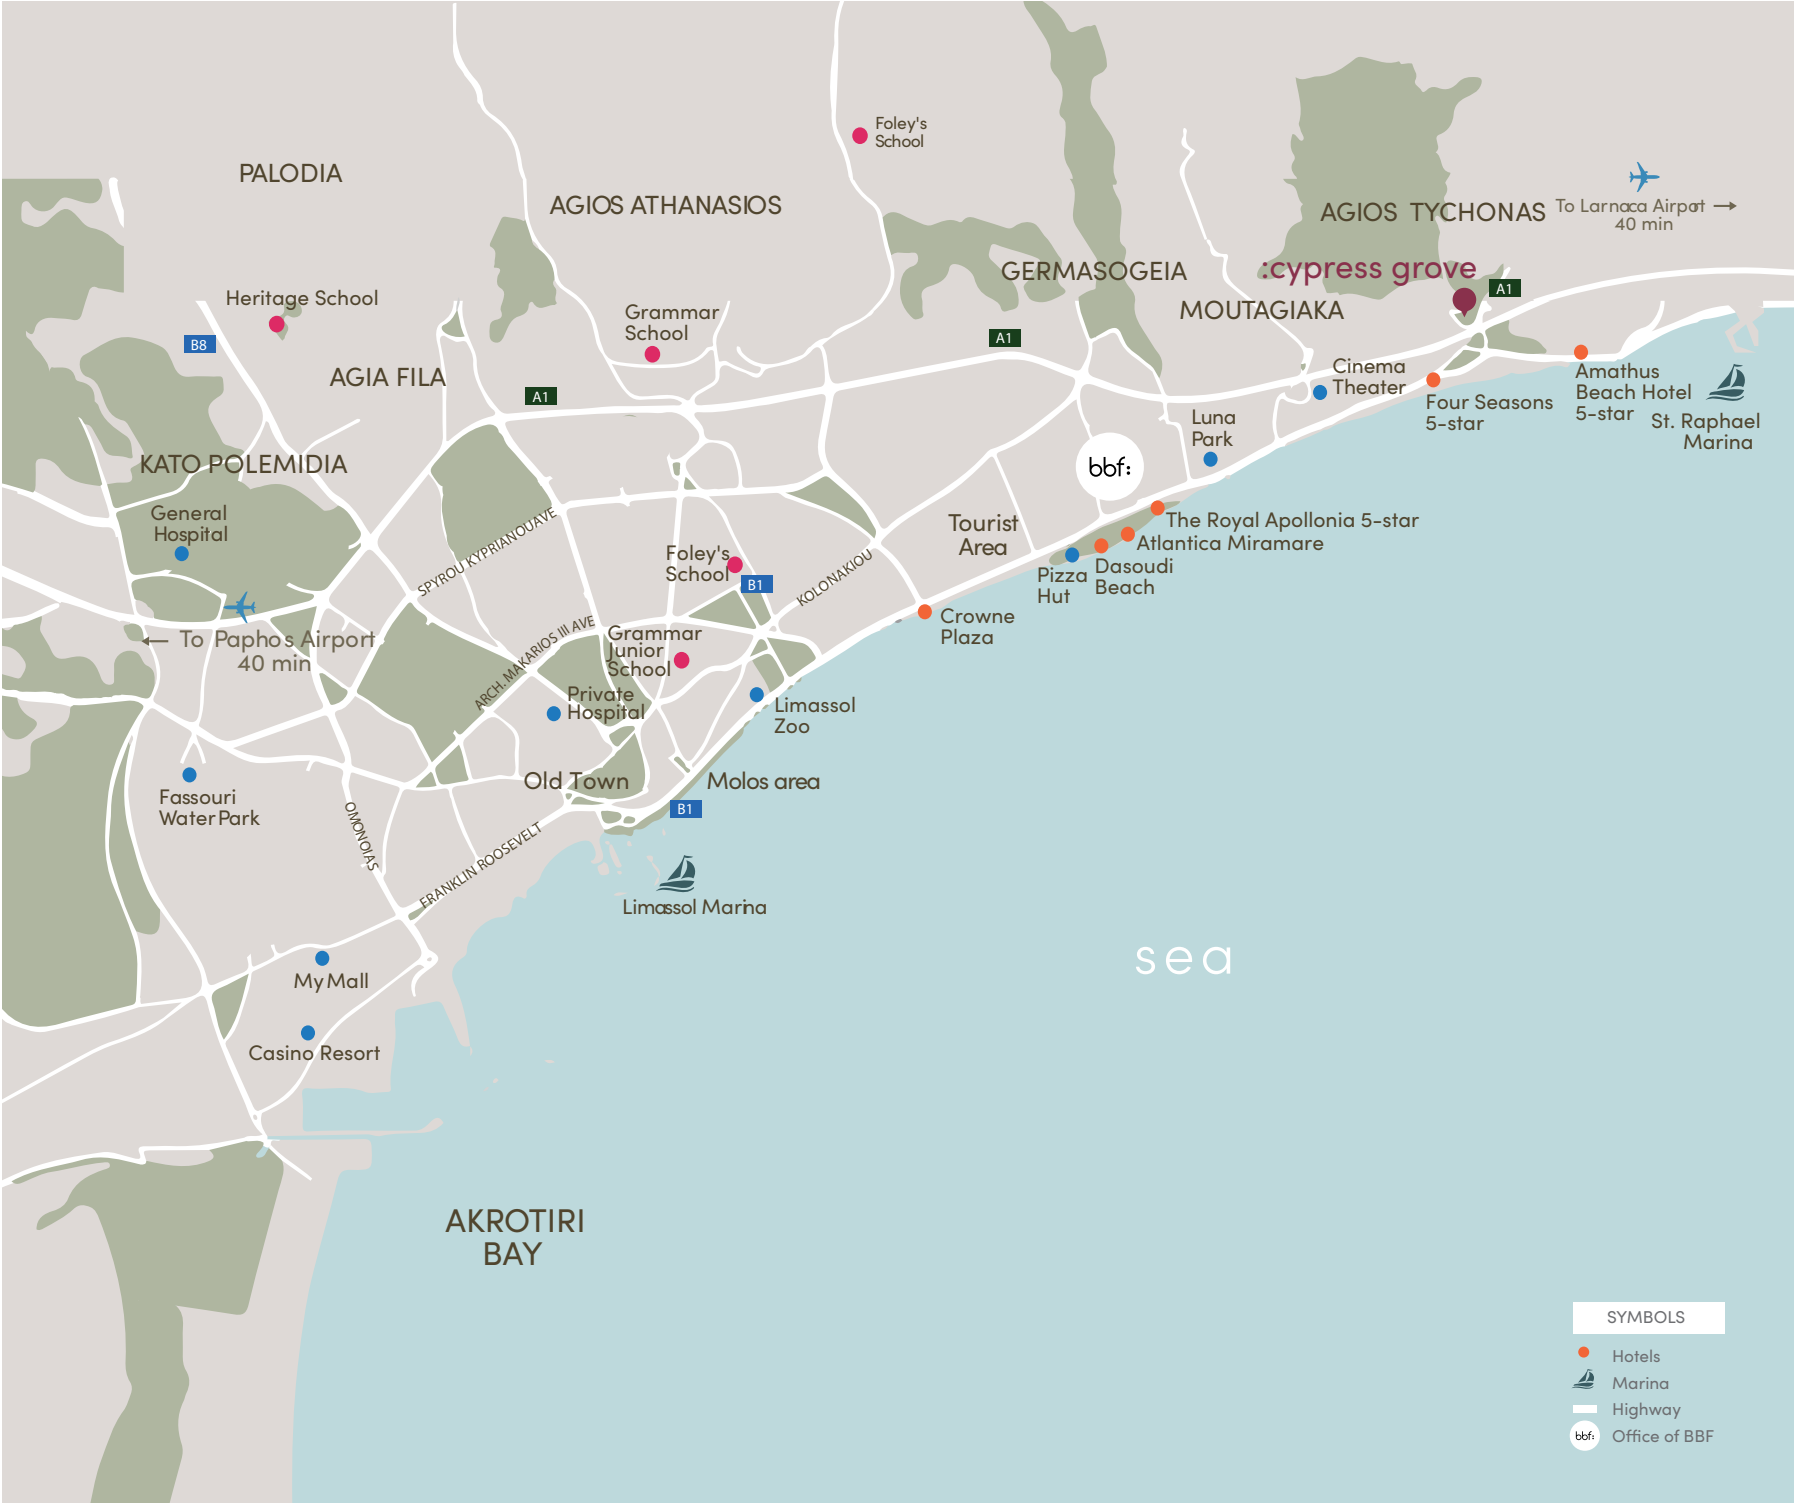 Foley's
School
PALODIA
AGIOS ATHANASIOS
AGIOS TYCHONAS
To Larnaca Airport
40 min
:cypress grove
GERMASOGEIA
A1
Heritage School
MOUTAGIAKA
Grammar
School
B8
A1
AGIA FILA
A1
Cinema
Theater
Amathus
Beach Hotel
5-star
Four Seasons
5-star
St. Raphael
Marina
Luna
Park
KATO POLEMIDIA
bbf:
General
Hospital
SPYROU KYPRIANOUAVE
Tourist
Area
The Royal Apollonia 5-star
Atlantica Miramare
Foley's
School
B1
KOLONAKIOU
Pizza
Hut
Dasoudi
Beach
Crowne
Plaza
To Paphos Airport
40 min
ARCH. MAKARIOS III AVE
Grammar
Junior
School
Private
Hospital
Limassol
Zoo
Old Town
Molos area
B1
Fassouri
WaterPark
OMONOIAS
FRANKLIN ROOSEVELT
Limassol Marina
sea
My Mall
Casino Resort
AKROTIRI
BAY
SYMBOLS
Hotels
Marina
Highway
bbf:
Office of BBF